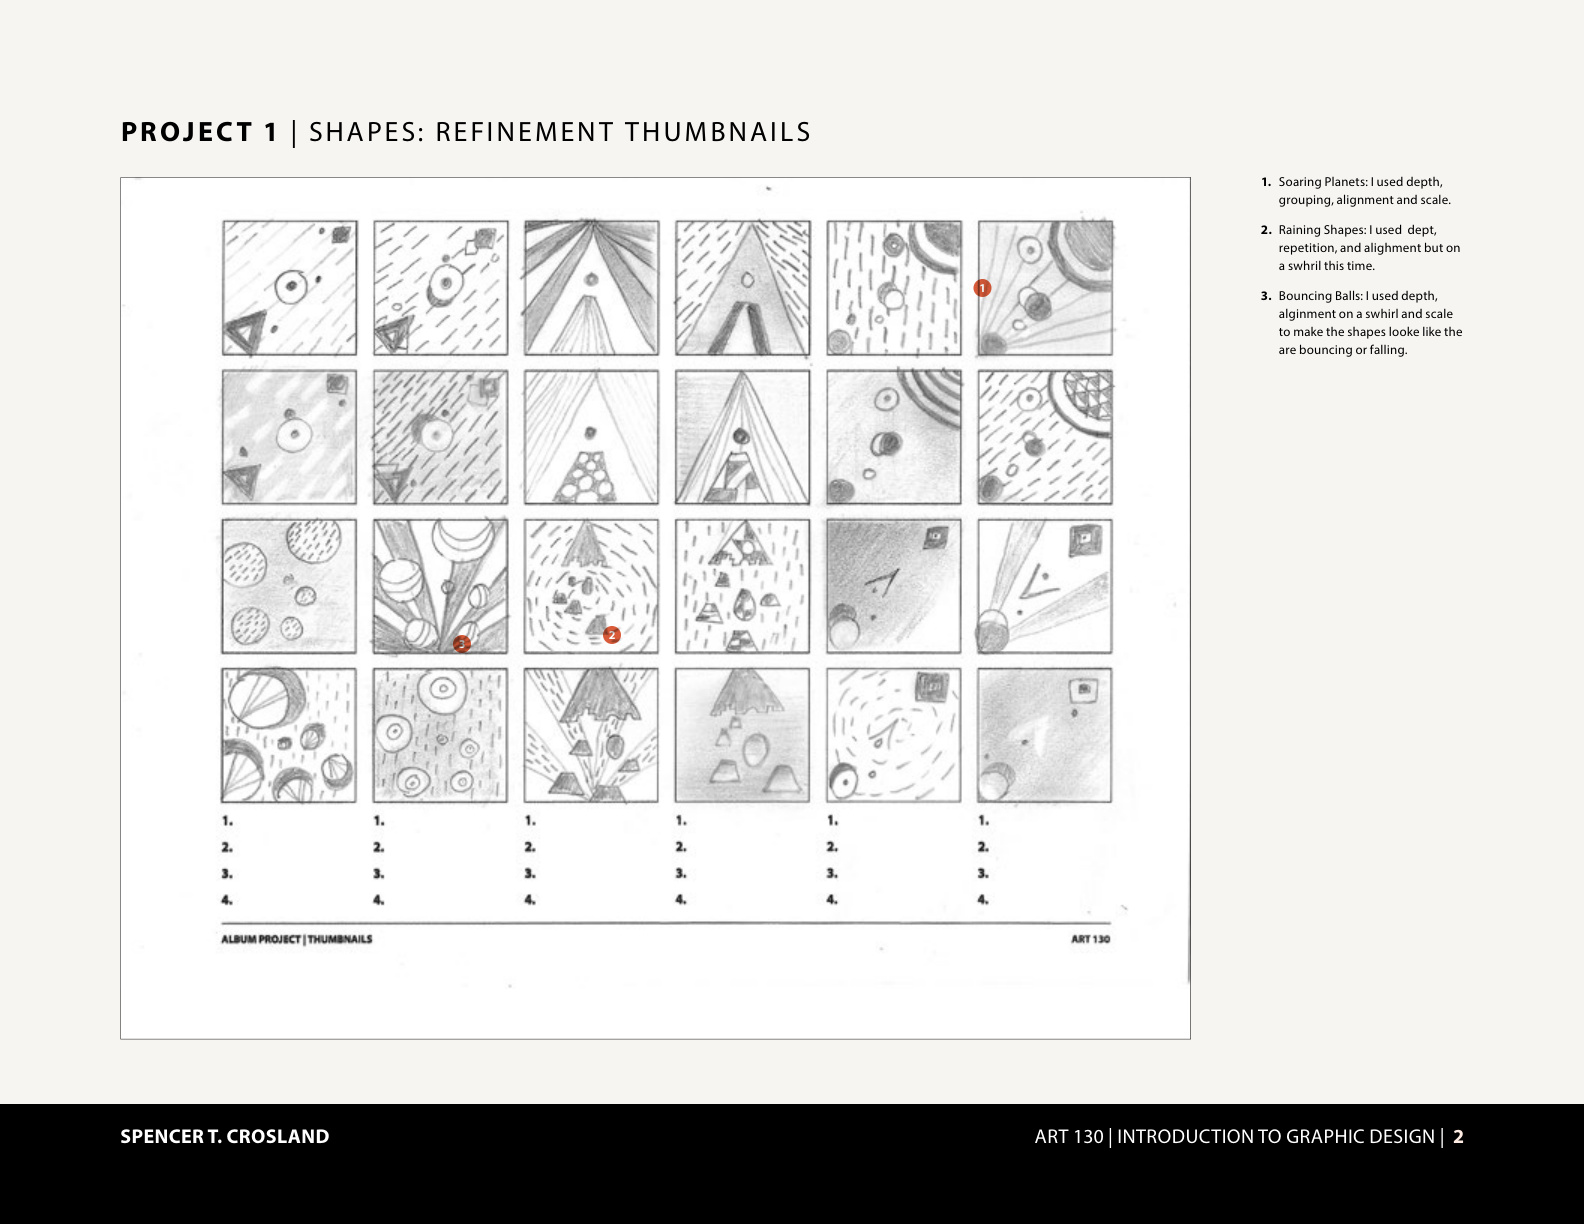 PROJECT 1 | SHAPES: REFINEMENT THUMBNAILS
1. Soaring Planets: I used depth,
grouping, alignment and scale.
2. Raining Shapes: I used  dept,
repetition, and alighment but on
a swhril this time.
3. Bouncing Balls: I used depth,
alginment on a swhirl and scale
to make the shapes looke like the
are bouncing or falling.
1
3
2
1. 1. 1. 1. 1. 1.
2. 2. 2. 2. 2. 2.
3. 3. 3. 3. 3. 3.
4. 4. 4. 4. 4. 4.
ALBUM PROJECT | THUMBNAILS ART 130
SPENCER T. CROSLAND ART 130 | INTRODUCTION TO GRAPHIC DESIGN | 2